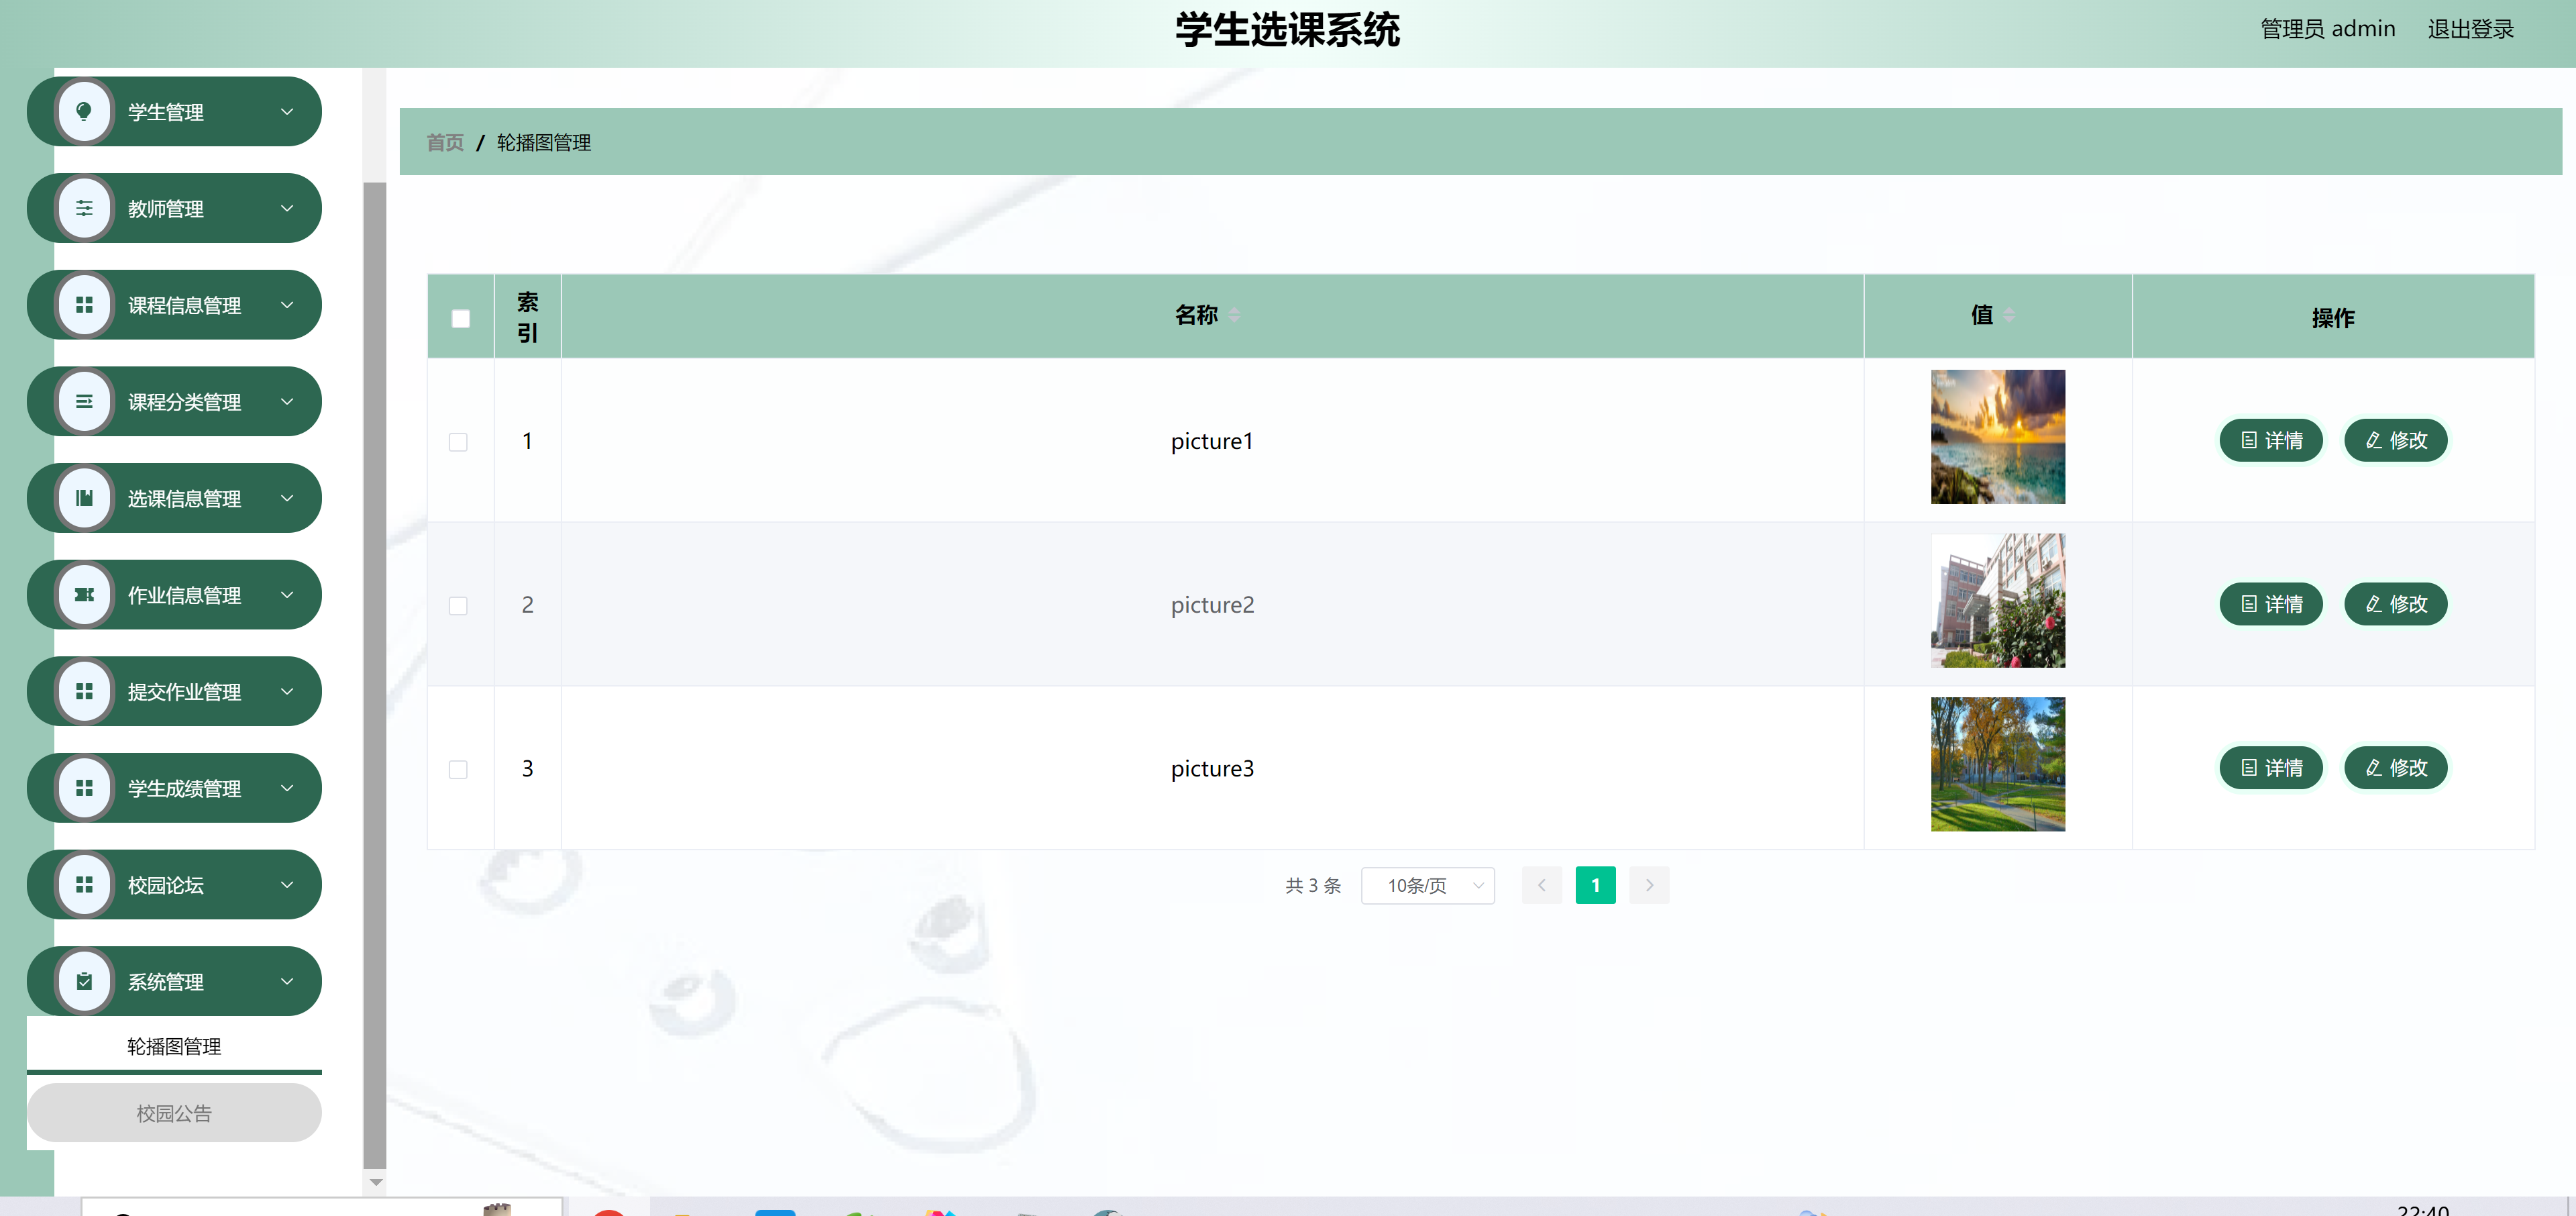 学生选课系统
管理员 admin 退出登录
学生管理
教师管理
课程信息管理
课程分类管理
选课信息管理
作业信息管理
提交作业管理
学生成绩管理
校园论坛
系统管理
轮播图管理
校园公告
首页 / 轮播图管理
索引 名称 值 操作
1 picture1 详情 修改
2 picture2 详情 修改
3 picture3 详情 修改
共 3 条 10条/页 1
22:40